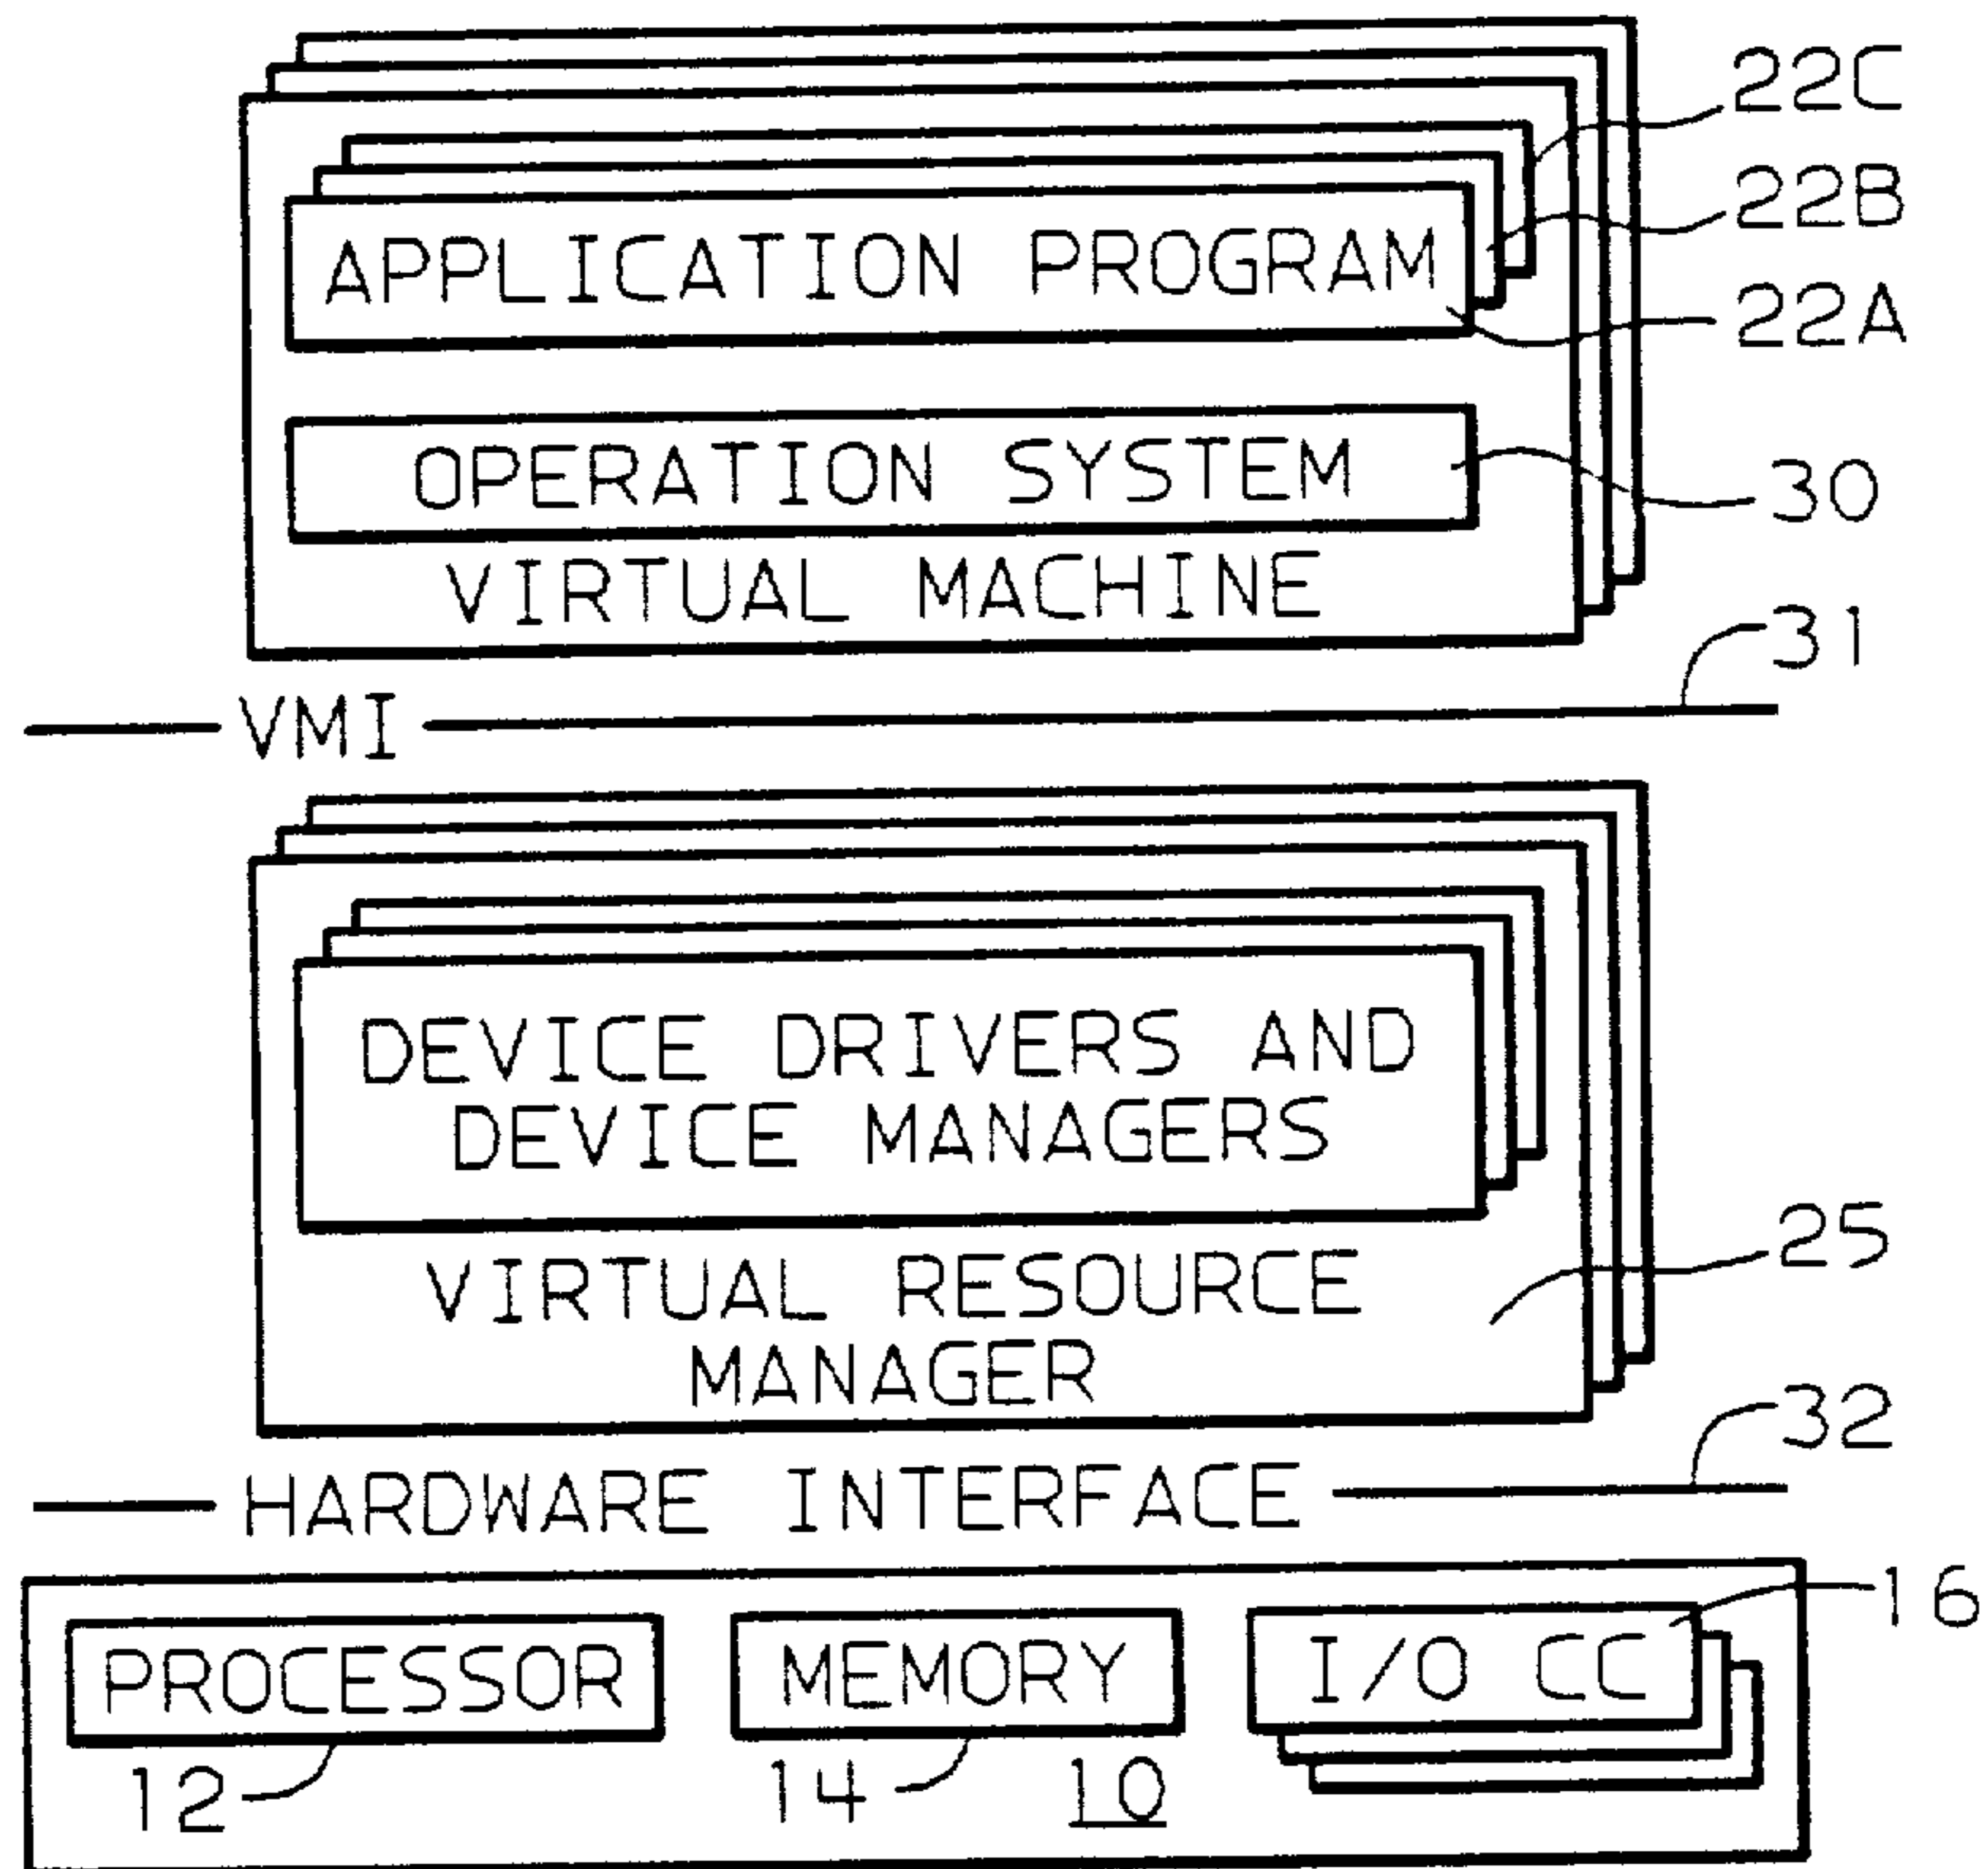 22C
22B
APPLICATION PROGRAM
22A
OPERATION SYSTEM
30
VIRTUAL MACHINE
31
VMI
DEVICE DRIVERS AND
DEVICE MANAGERS
25
VIRTUAL RESOURCE
MANAGER
32
HARDWARE INTERFACE
16
PROCESSOR
MEMORY
I/O CC
12
14
10